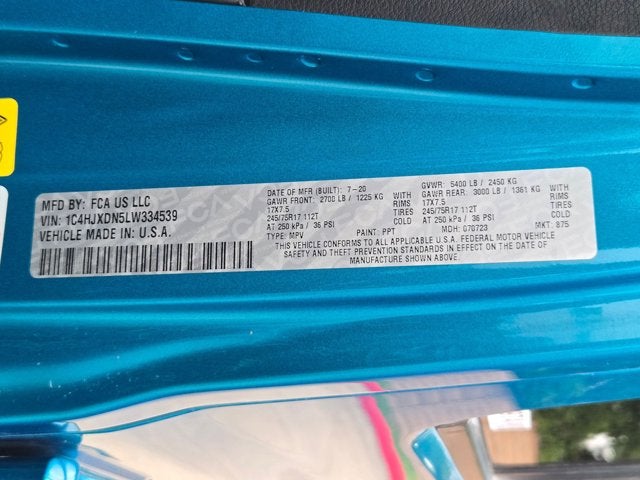 MFD BY: FCA US LLC
VIN: 1C4HJXDN5LW334539
VEHICLE MADE IN: U.S.A.
DATE OF MFR (BUILT): 7-20
GAWR FRONT: 2700 LB / 1225 KG
17X7.5 RIMS WITH
245/75R17 112T TIRES
AT 250 kPa / 36 PSI
TYPE: MPV PAINT: PPT
GVWR: 5400 LB / 2450 KG
GAWR REAR: 3000 LB / 1361 KG
17X7.5 RIMS WITH
245/75R17 112T TIRES
AT 250 kPa / 36 PSI
MDH: 070723 MKT: 875
THIS VEHICLE CONFORMS TO ALL APPLICABLE U.S.A. FEDERAL MOTOR VEHICLE
SAFETY AND THEFT PREVENTION STANDARDS IN EFFECT ON THE DATE OF
MANUFACTURE SHOWN ABOVE.